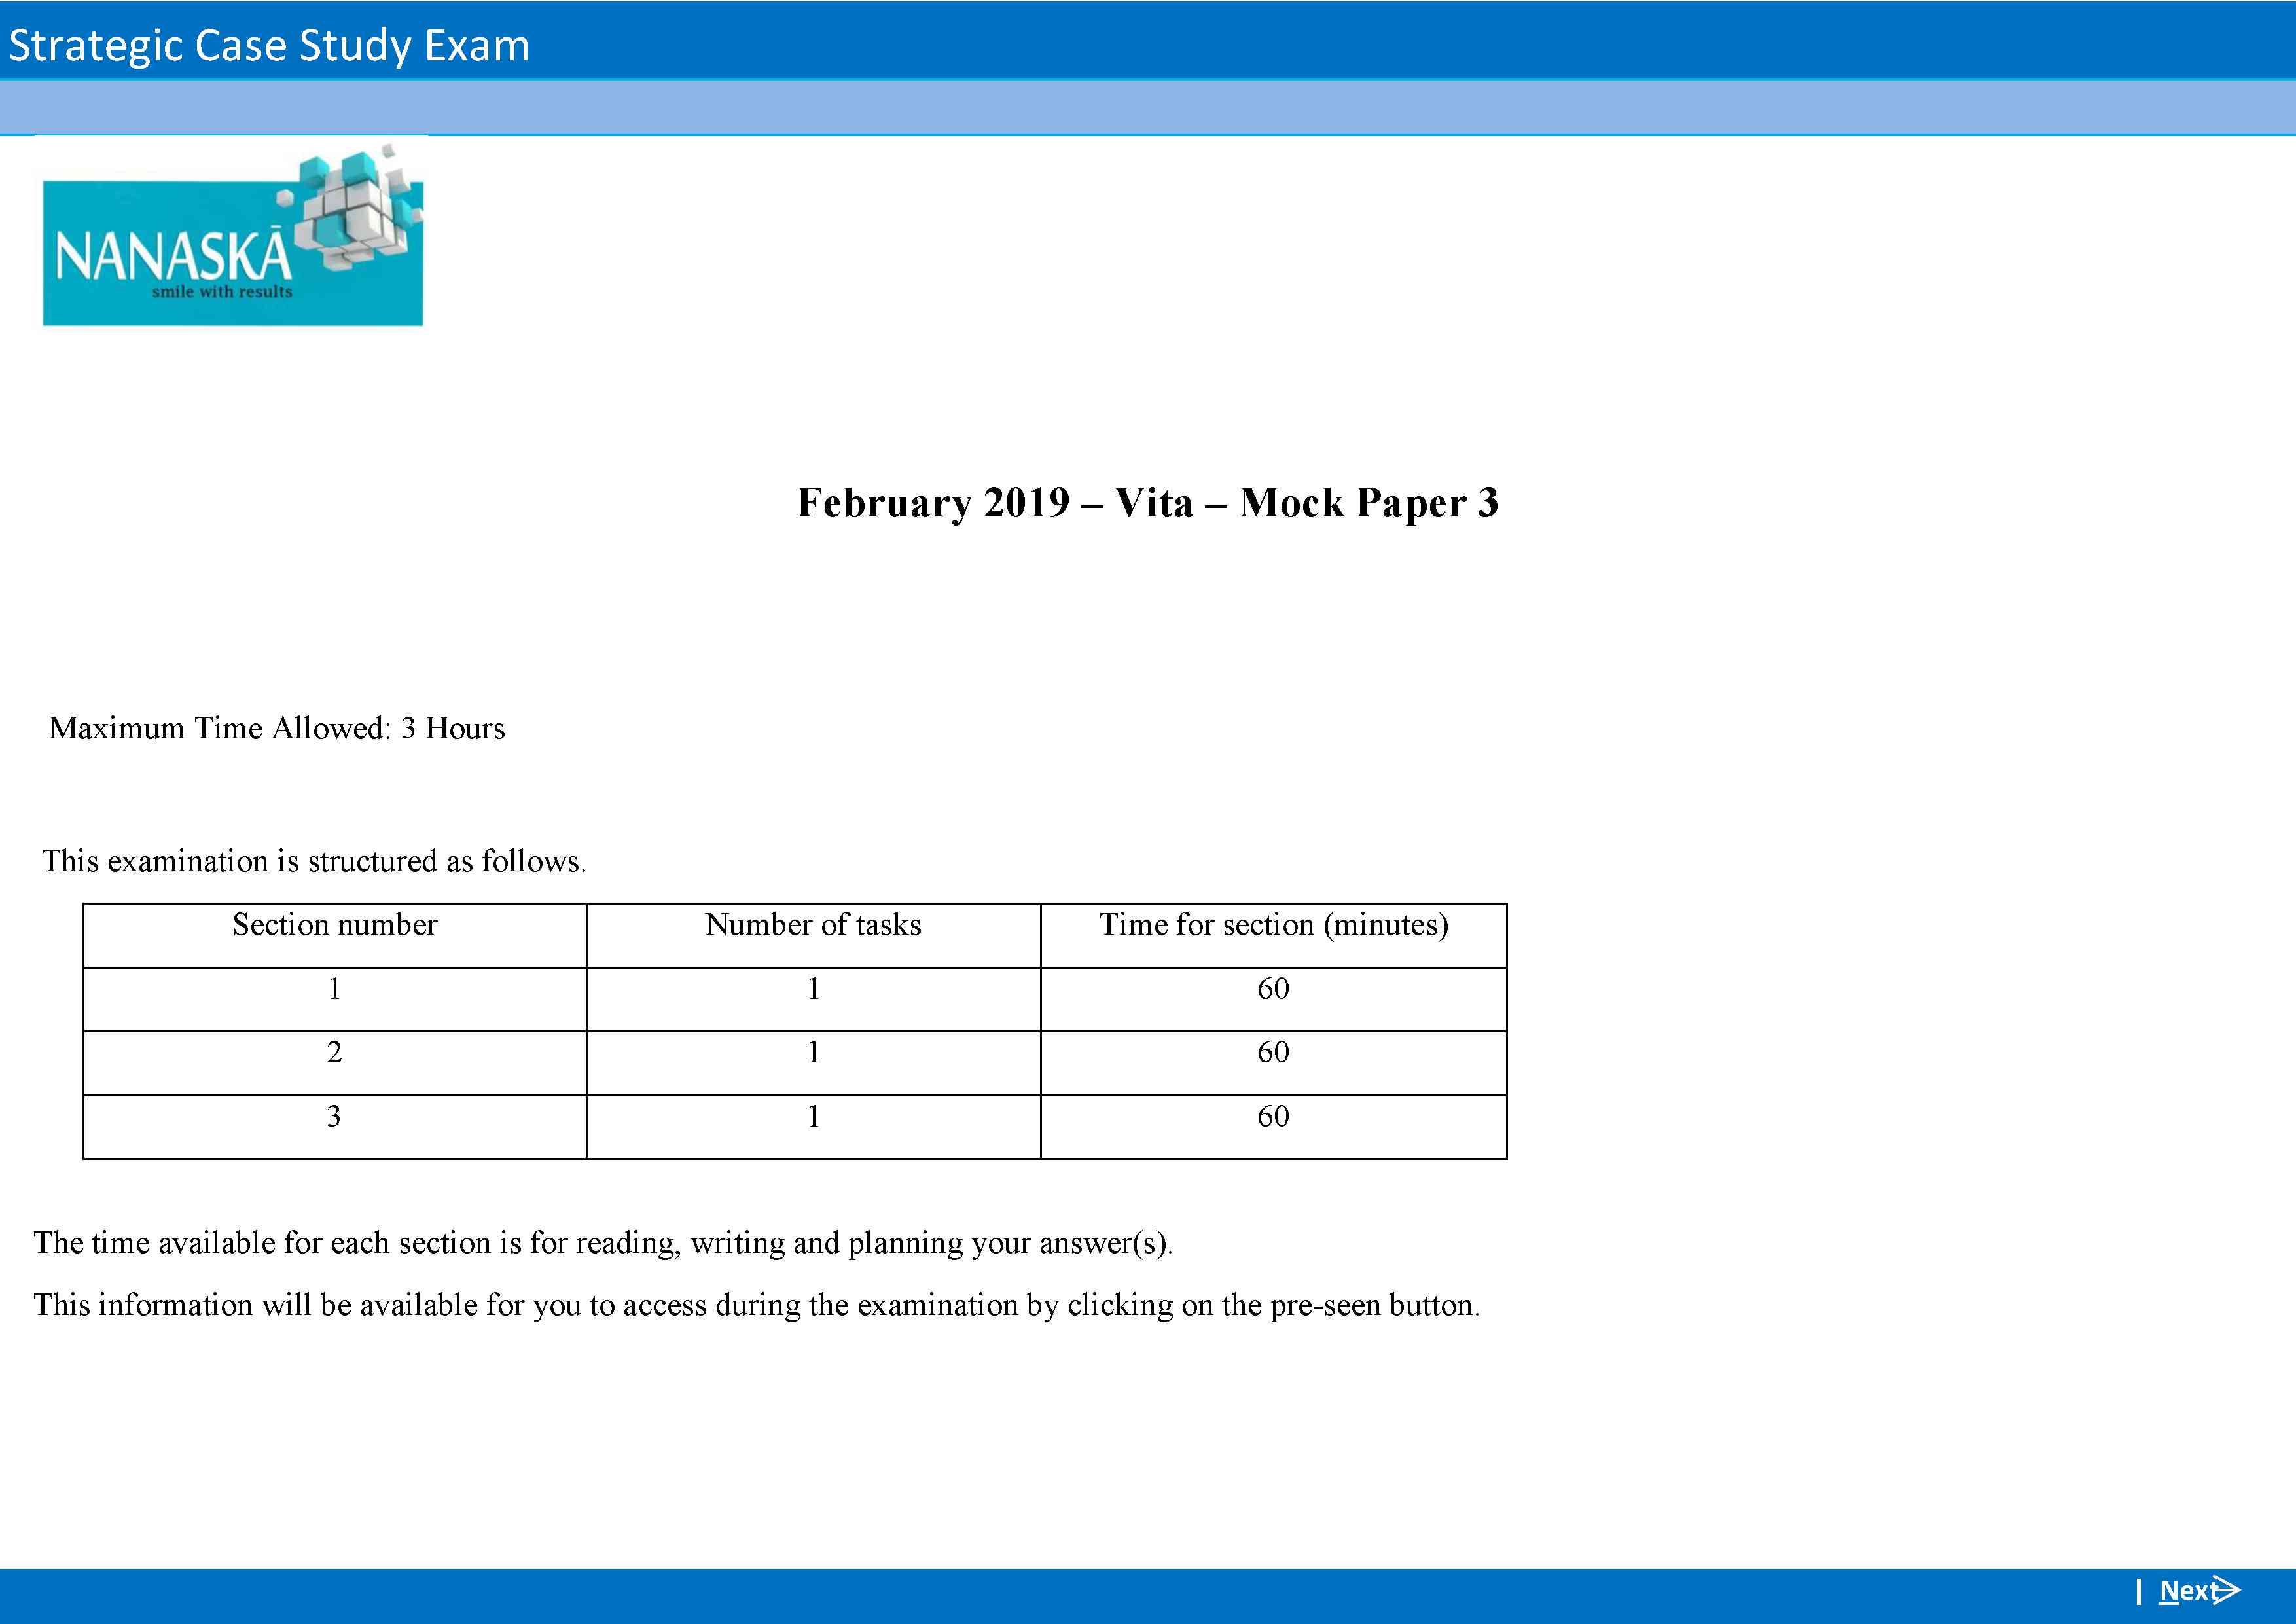 Strategic Case Study Exam
NANASKĀ
smile with results
February 2019 – Vita – Mock Paper 3
Maximum Time Allowed: 3 Hours
This examination is structured as follows.
Section number Number of tasks Time for section (minutes)
1 1 60
2 1 60
3 1 60
The time available for each section is for reading, writing and planning your answer(s).
This information will be available for you to access during the examination by clicking on the pre-seen button.
| Next